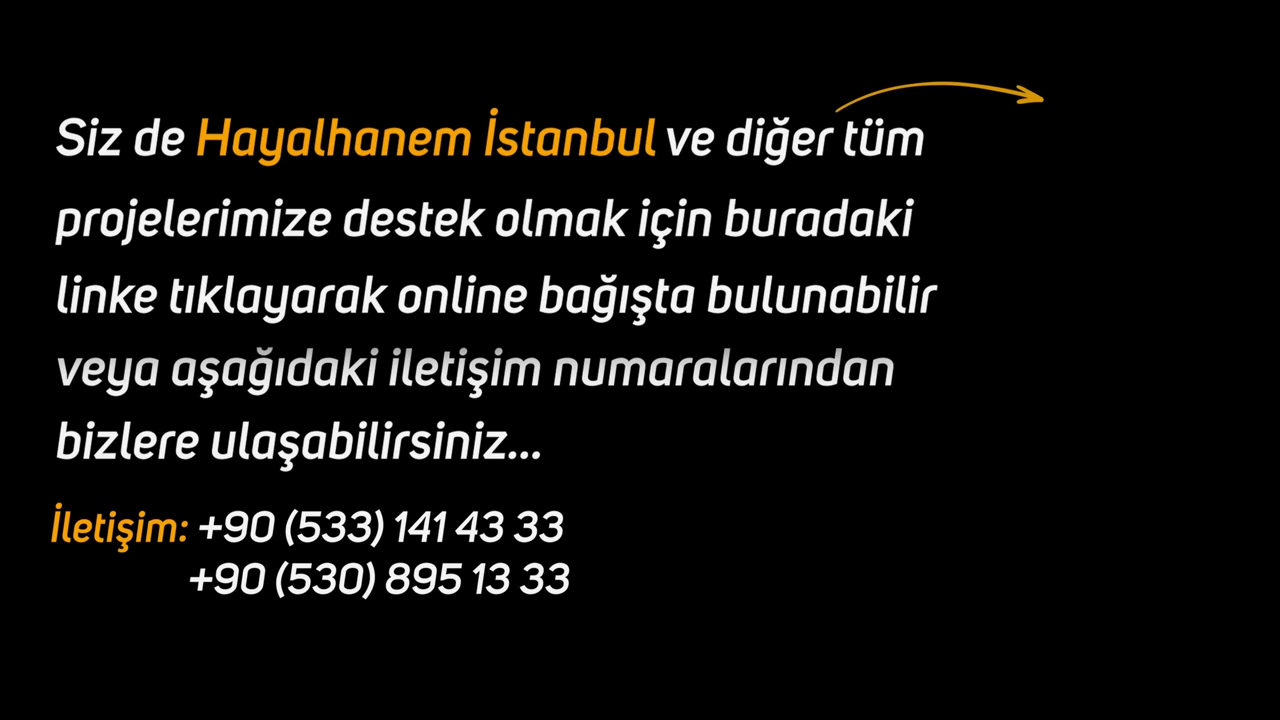 Siz de Hayalhanem İstanbul ve diğer tüm
projelerimize destek olmak için buradaki
linke tıklayarak online bağışta bulunabilir
veya aşağıdaki iletişim numaralarından
bizlere ulaşabilirsiniz...
İletişim: +90 (533) 141 43 33
+90 (530) 895 13 33